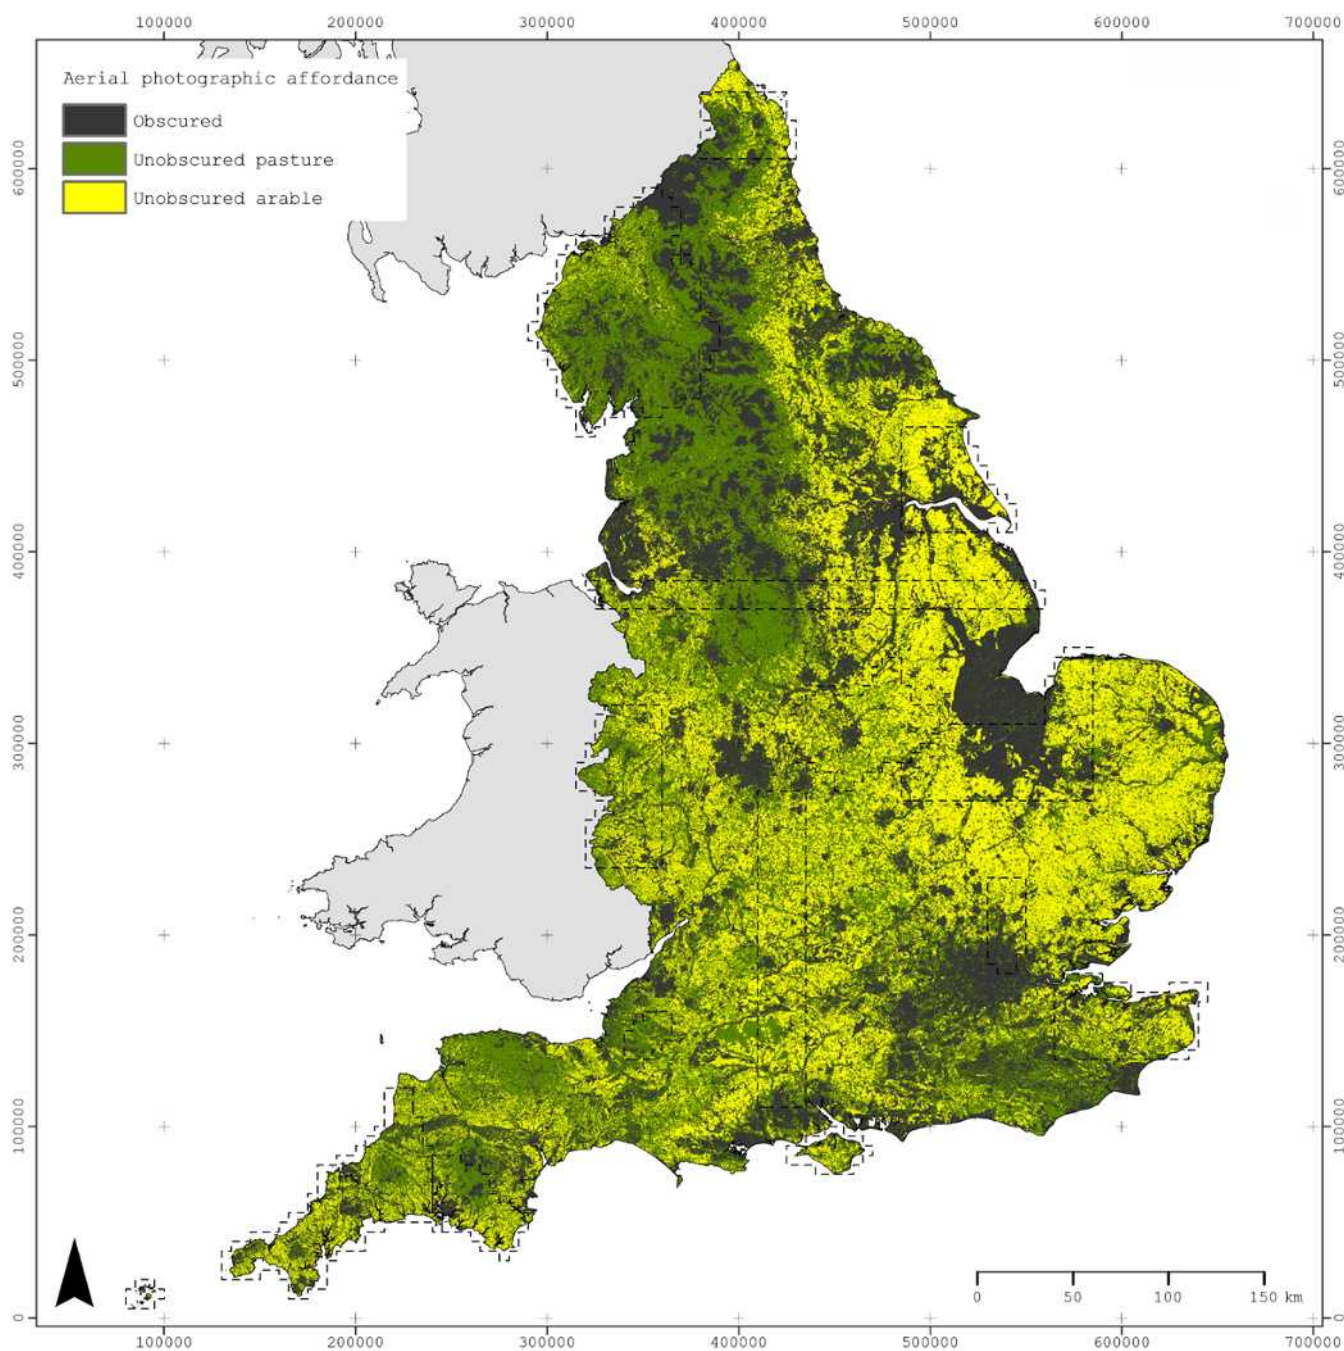 100000 200000 300000 400000 500000 600000 700000
Aerial photographic affordance
Obscured
Unobscured pasture
Unobscured arable
600000 600000
500000 500000
400000 400000
300000 300000
200000 200000
100000 100000
0 50 100 150 km
0 0
100000 200000 300000 400000 500000 600000 700000